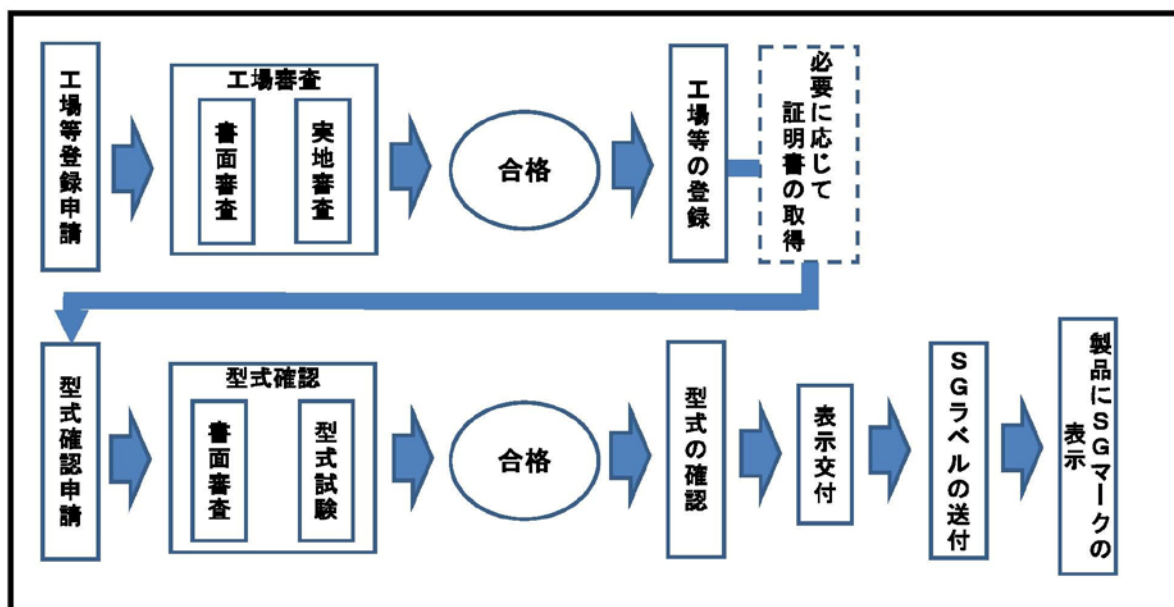 工場等登録申請
工場審査
書面審査
実地審査
合格
工場等の登録
必要に応じて
証明書の取得
型式確認申請
型式確認
書面審査
型式試験
合格
型式の確認
表示交付
SGラベルの送付
製品にSGマークの
表示